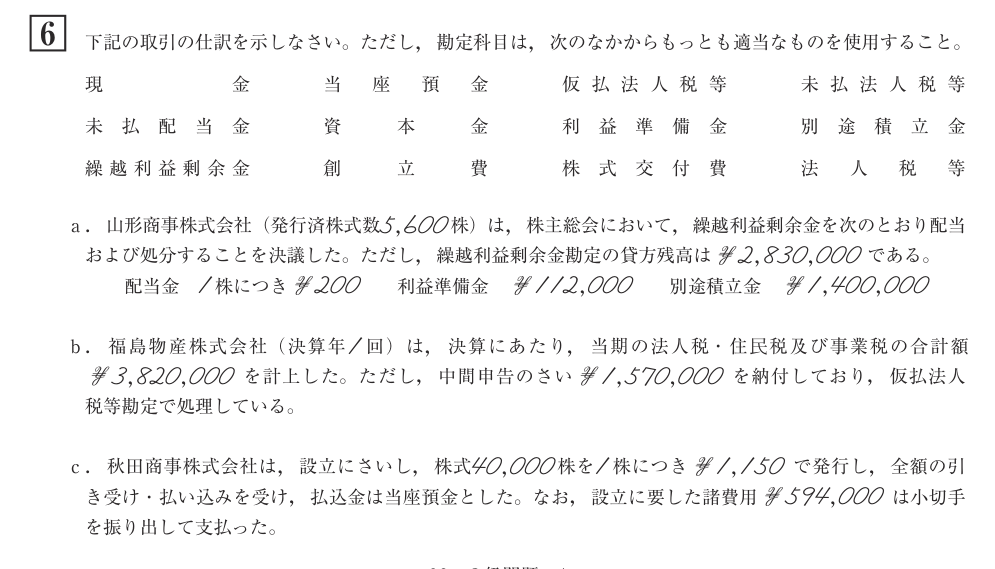 6 下記の取引の仕訳を示しなさい。ただし，勘定科目は，次のなかからもっとも適当なものを使用すること。
現金 当座預金 仮払法人税等 未払法人税等
未払配当金 資本金 利益準備金 別途積立金
繰越利益剰余金 創立費 株式交付費 法人税等
a．山形商事株式会社（発行済株式数5,600株）は，株主総会において，繰越利益剰余金を次のとおり配当
および処分することを決議した。ただし，繰越利益剰余金勘定の貸方残高は ¥2,830,000 である。
配当金 1株につき ¥200 利益準備金 ¥112,000 別途積立金 ¥1,400,000
b．福島物産株式会社（決算年1回）は，決算にあたり，当期の法人税・住民税及び事業税の合計額
¥3,820,000 を計上した。ただし，中間申告のさい ¥1,570,000 を納付しており，仮払法人
税等勘定で処理している。
c．秋田商事株式会社は，設立にさいし，株式40,000株を1株につき ¥1,150 で発行し，全額の引
き受け・払い込みを受け，払込金は当座預金とした。なお，設立に要した諸費用 ¥594,000 は小切手
を振り出して支払った。